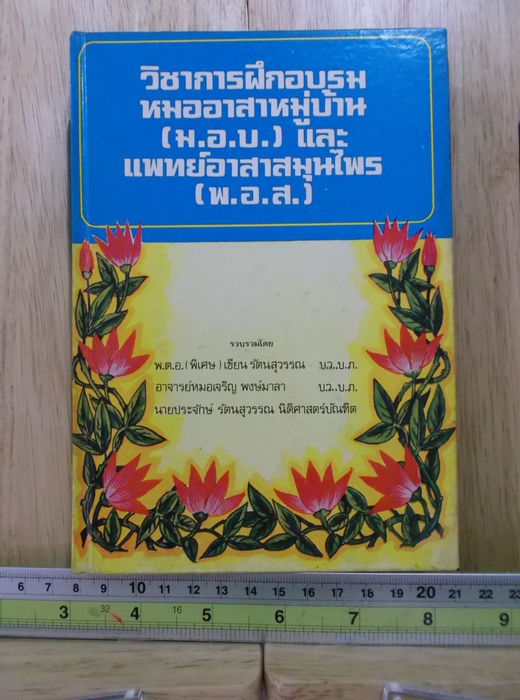 วิชาการฝึกอบรม
หมออาสาหมู่บ้าน
(ม.อ.บ.) และ
แพทย์อาสาสมุนไพร
(พ.อ.ส.)
รวบรวมโดย
พ.ต.อ.(พิเศษ) เขียน รัตนสุวรรณ บว..บ.ภ.
อาจารย์หมอเจริญ พงษ์มาลา บว..บ.ภ.
นายประจักษ์ รัตนสุวรรณ นิติศาสตร์บัณฑิต
6 7 8 9 10 11 12 13 14 15 16 17 18 19 20 21 22 23
3 32 4 16 5 6 7 8 9